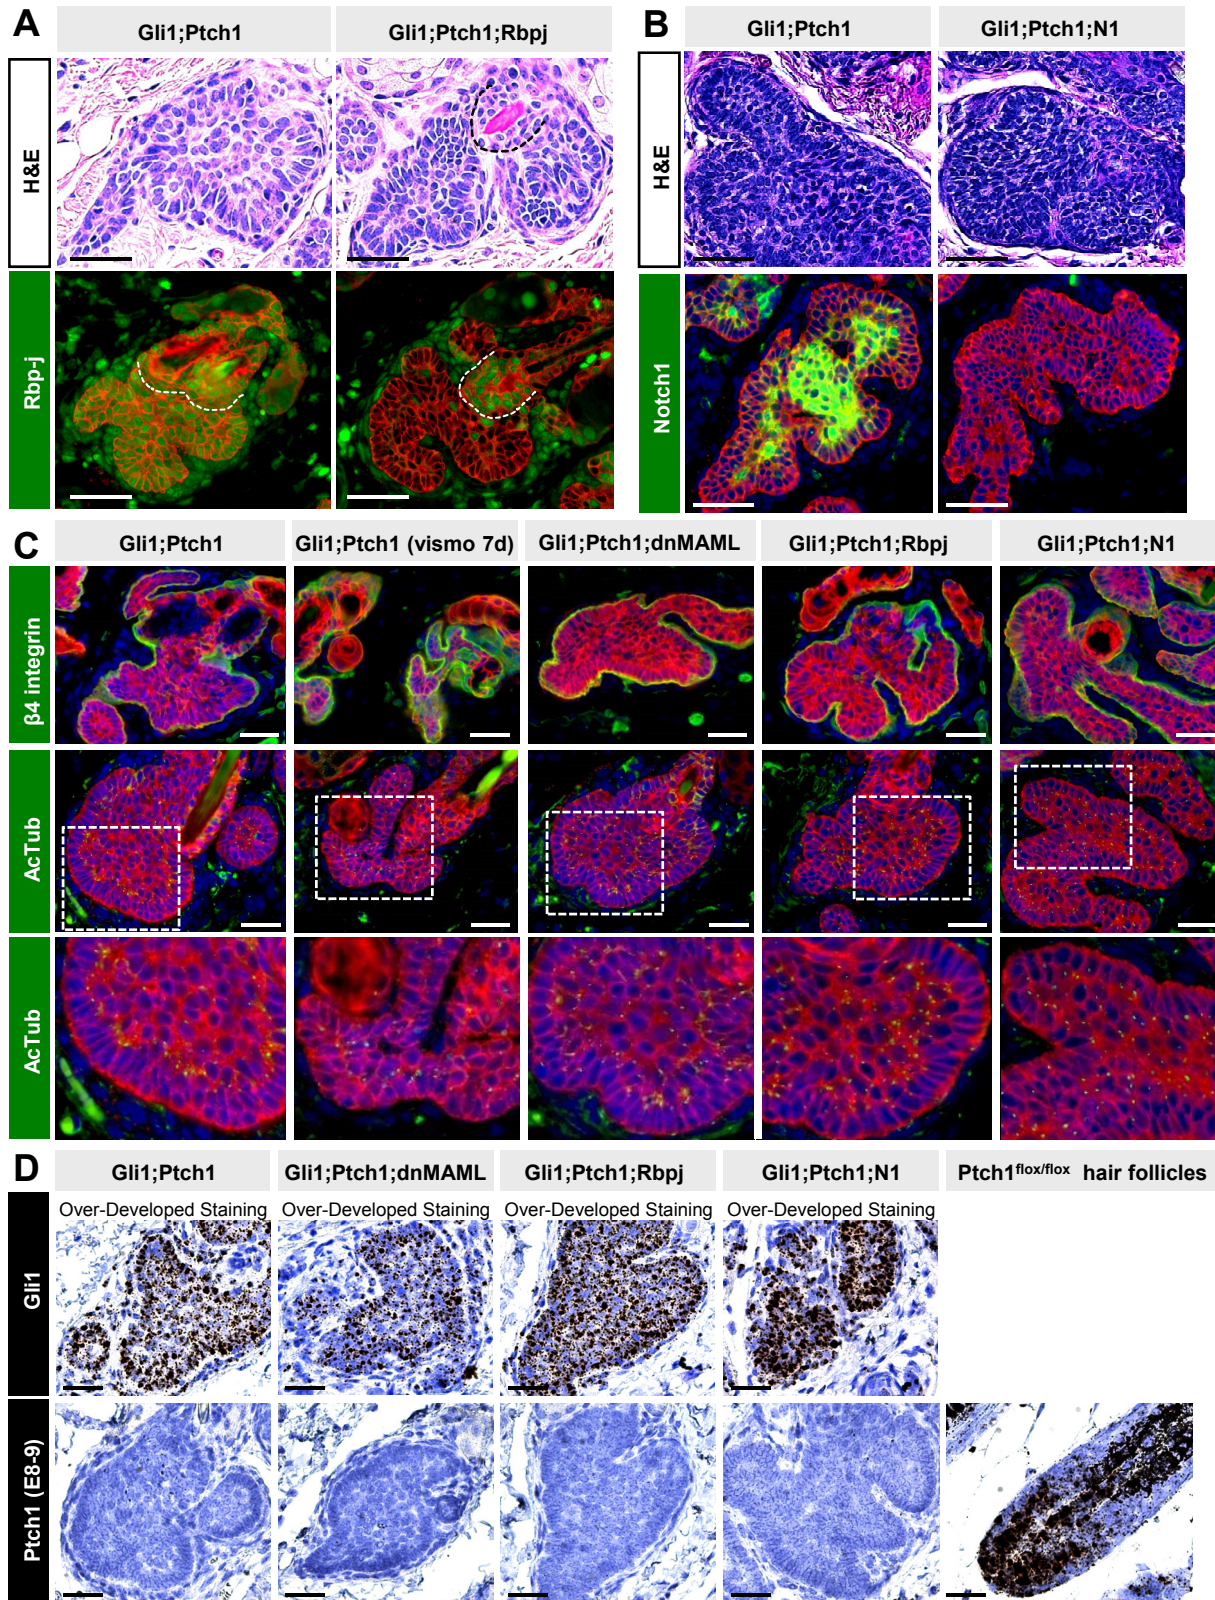 A
Gli1;Ptch1
Gli1;Ptch1;Rbpj
H&E
Rbp-j
B
Gli1;Ptch1
Gli1;Ptch1;N1
H&E
Notch1
C
Gli1;Ptch1
Gli1;Ptch1 (vismo 7d)
Gli1;Ptch1;dnMAML
Gli1;Ptch1;Rbpj
Gli1;Ptch1;N1
β4 integrin
AcTub
AcTub
D
Gli1;Ptch1
Gli1;Ptch1;dnMAML
Gli1;Ptch1;Rbpj
Gli1;Ptch1;N1
Ptch1flox/flox hair follicles
Over-Developed Staining
Over-Developed Staining
Over-Developed Staining
Over-Developed Staining
Gli1
Ptch1 (E8-9)